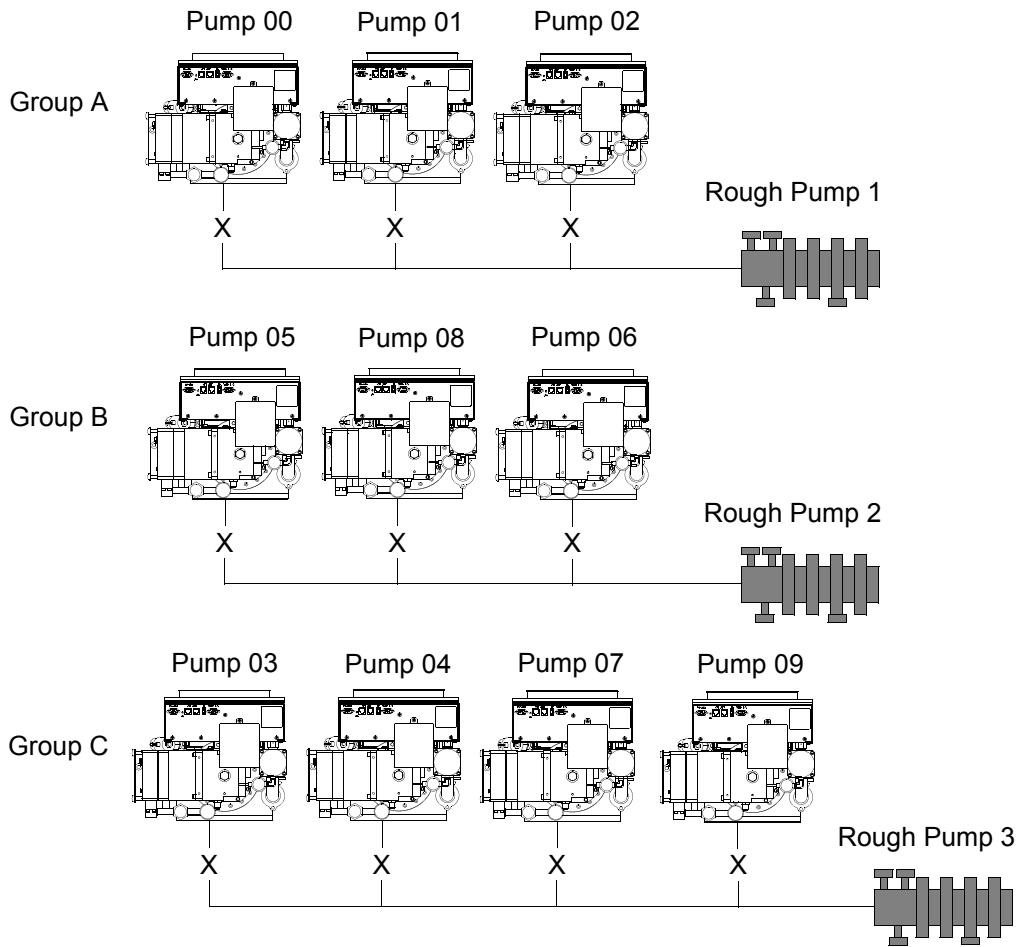 Pump 00 Pump 01 Pump 02
Group A
Rough Pump 1
X X X
Pump 05 Pump 08 Pump 06
Group B
Rough Pump 2
X X X
Pump 03 Pump 04 Pump 07 Pump 09
Group C
Rough Pump 3
X X X X